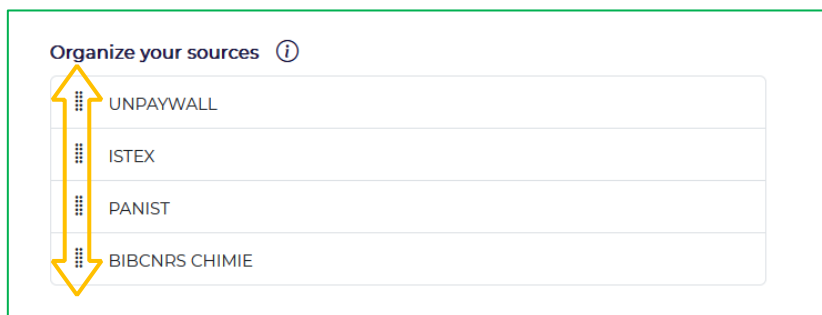 Organize your sources
UNPAYWALL
ISTEX
PANIST
BIBCNRS CHIMIE